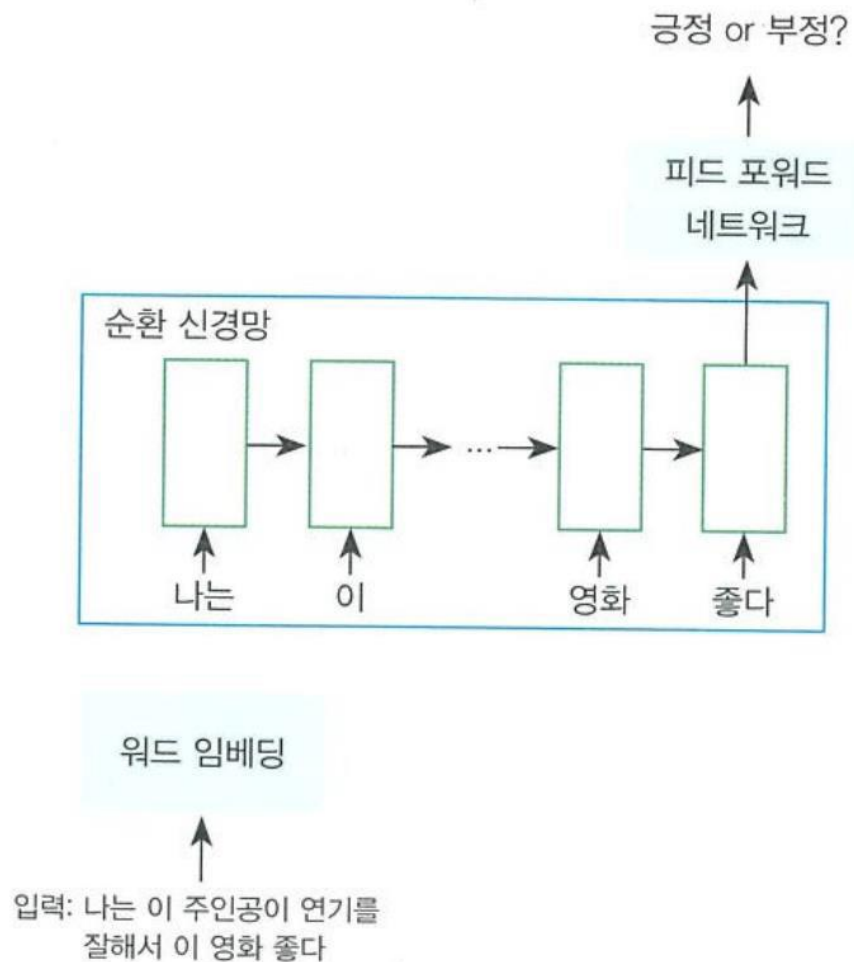 긍정 or 부정?
피드 포워드
네트워크
순환 신경망
...
나는 이 영화 좋다
워드 임베딩
입력: 나는 이 주인공이 연기를
잘해서 이 영화 좋다